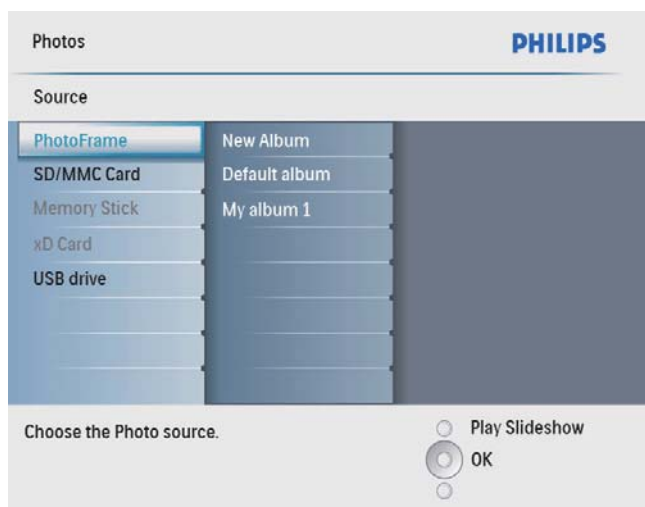 Photos
PHILIPS
Source
PhotoFrame
New Album
SD/MMC Card
Default album
Memory Stick
My album 1
xD Card
USB drive
Choose the Photo source.
Play Slideshow
OK